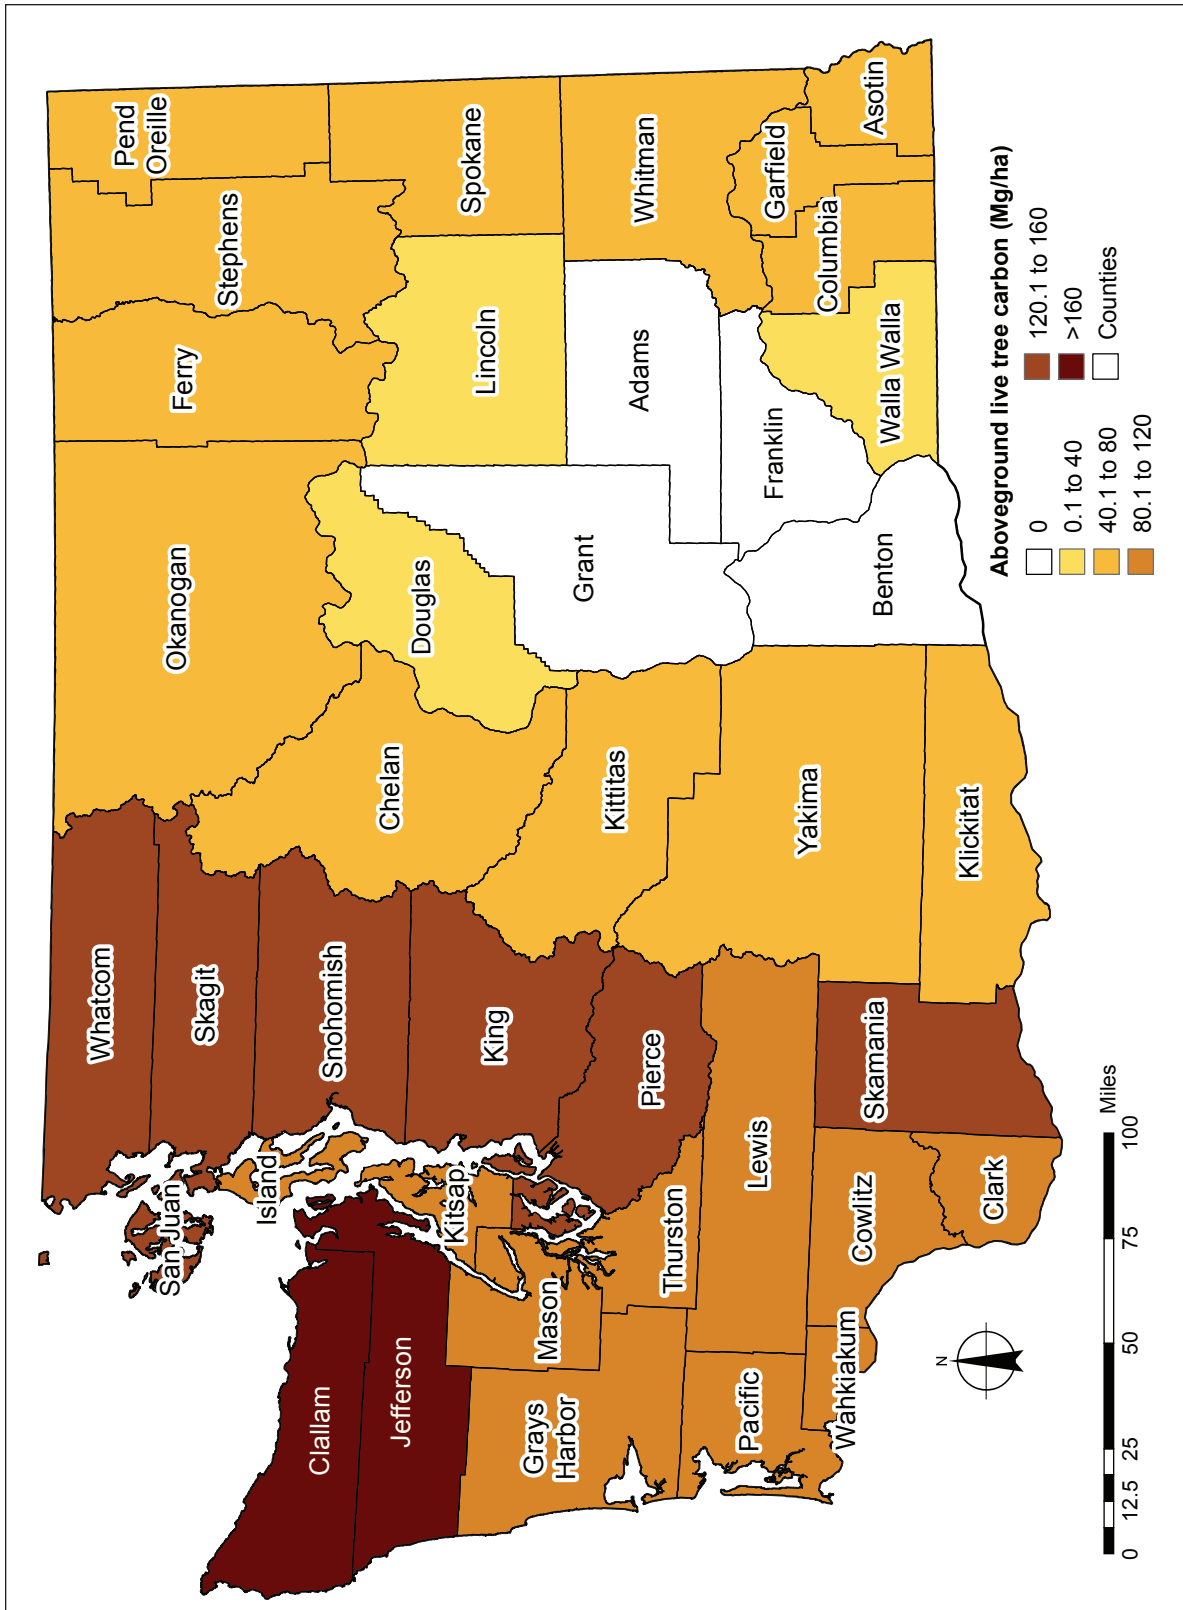 Whatcom
San Juan
Skagit
Island
Snohomish
Clallam
Jefferson
Kitsap
King
Mason
Grays
Harbor
Pierce
Thurston
Pacific
Lewis
Wahkiakum
Cowlitz
Skamania
Clark
Okanogan
Ferry
Stephens
Pend
Oreille
Chelan
Douglas
Lincoln
Spokane
Kittitas
Grant
Adams
Whitman
Yakima
Franklin
Garfield
Columbia
Asotin
Benton
Walla Walla
Klickitat
Aboveground live tree carbon (Mg/ha)
0
0.1 to 40
40.1 to 80
80.1 to 120
120.1 to 160
>160
Counties
N
0 12.5 25 50 75 100
Miles